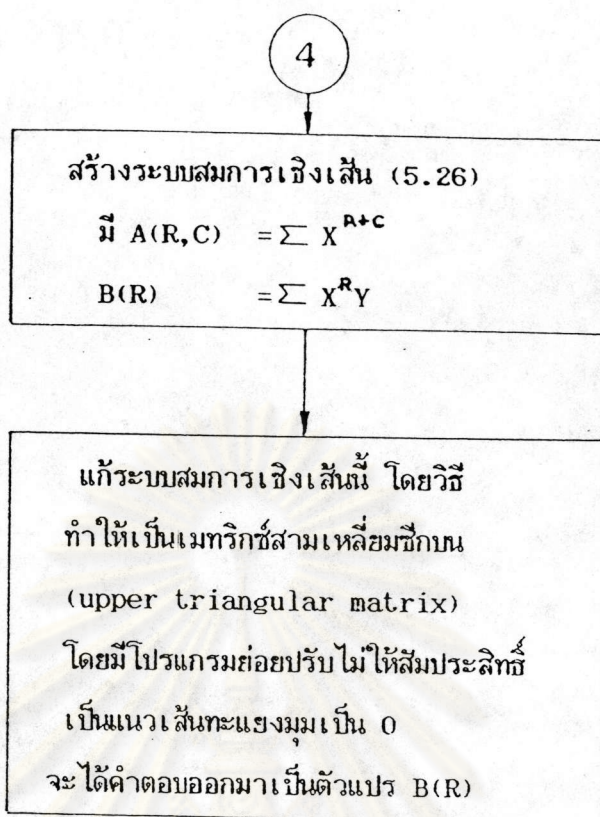 4
สร้างระบบสมการเชิงเส้น (5.26)
มี A(R,C) = ∑ X^R+C
B(R) = ∑ X^R Y
แก้ระบบสมการเชิงเส้นนี้ โดยวิธี
ทำให้เป็นเมทริกซ์สามเหลี่ยมซีกบน
(upper triangular matrix)
โดยมีโปรแกรมย่อยปรับไม่ให้สัมประสิทธิ์
เป็นแนวเส้นทะแยงมุมเป็น 0
จะได้คำตอบออกมาเป็นตัวแปร B(R)